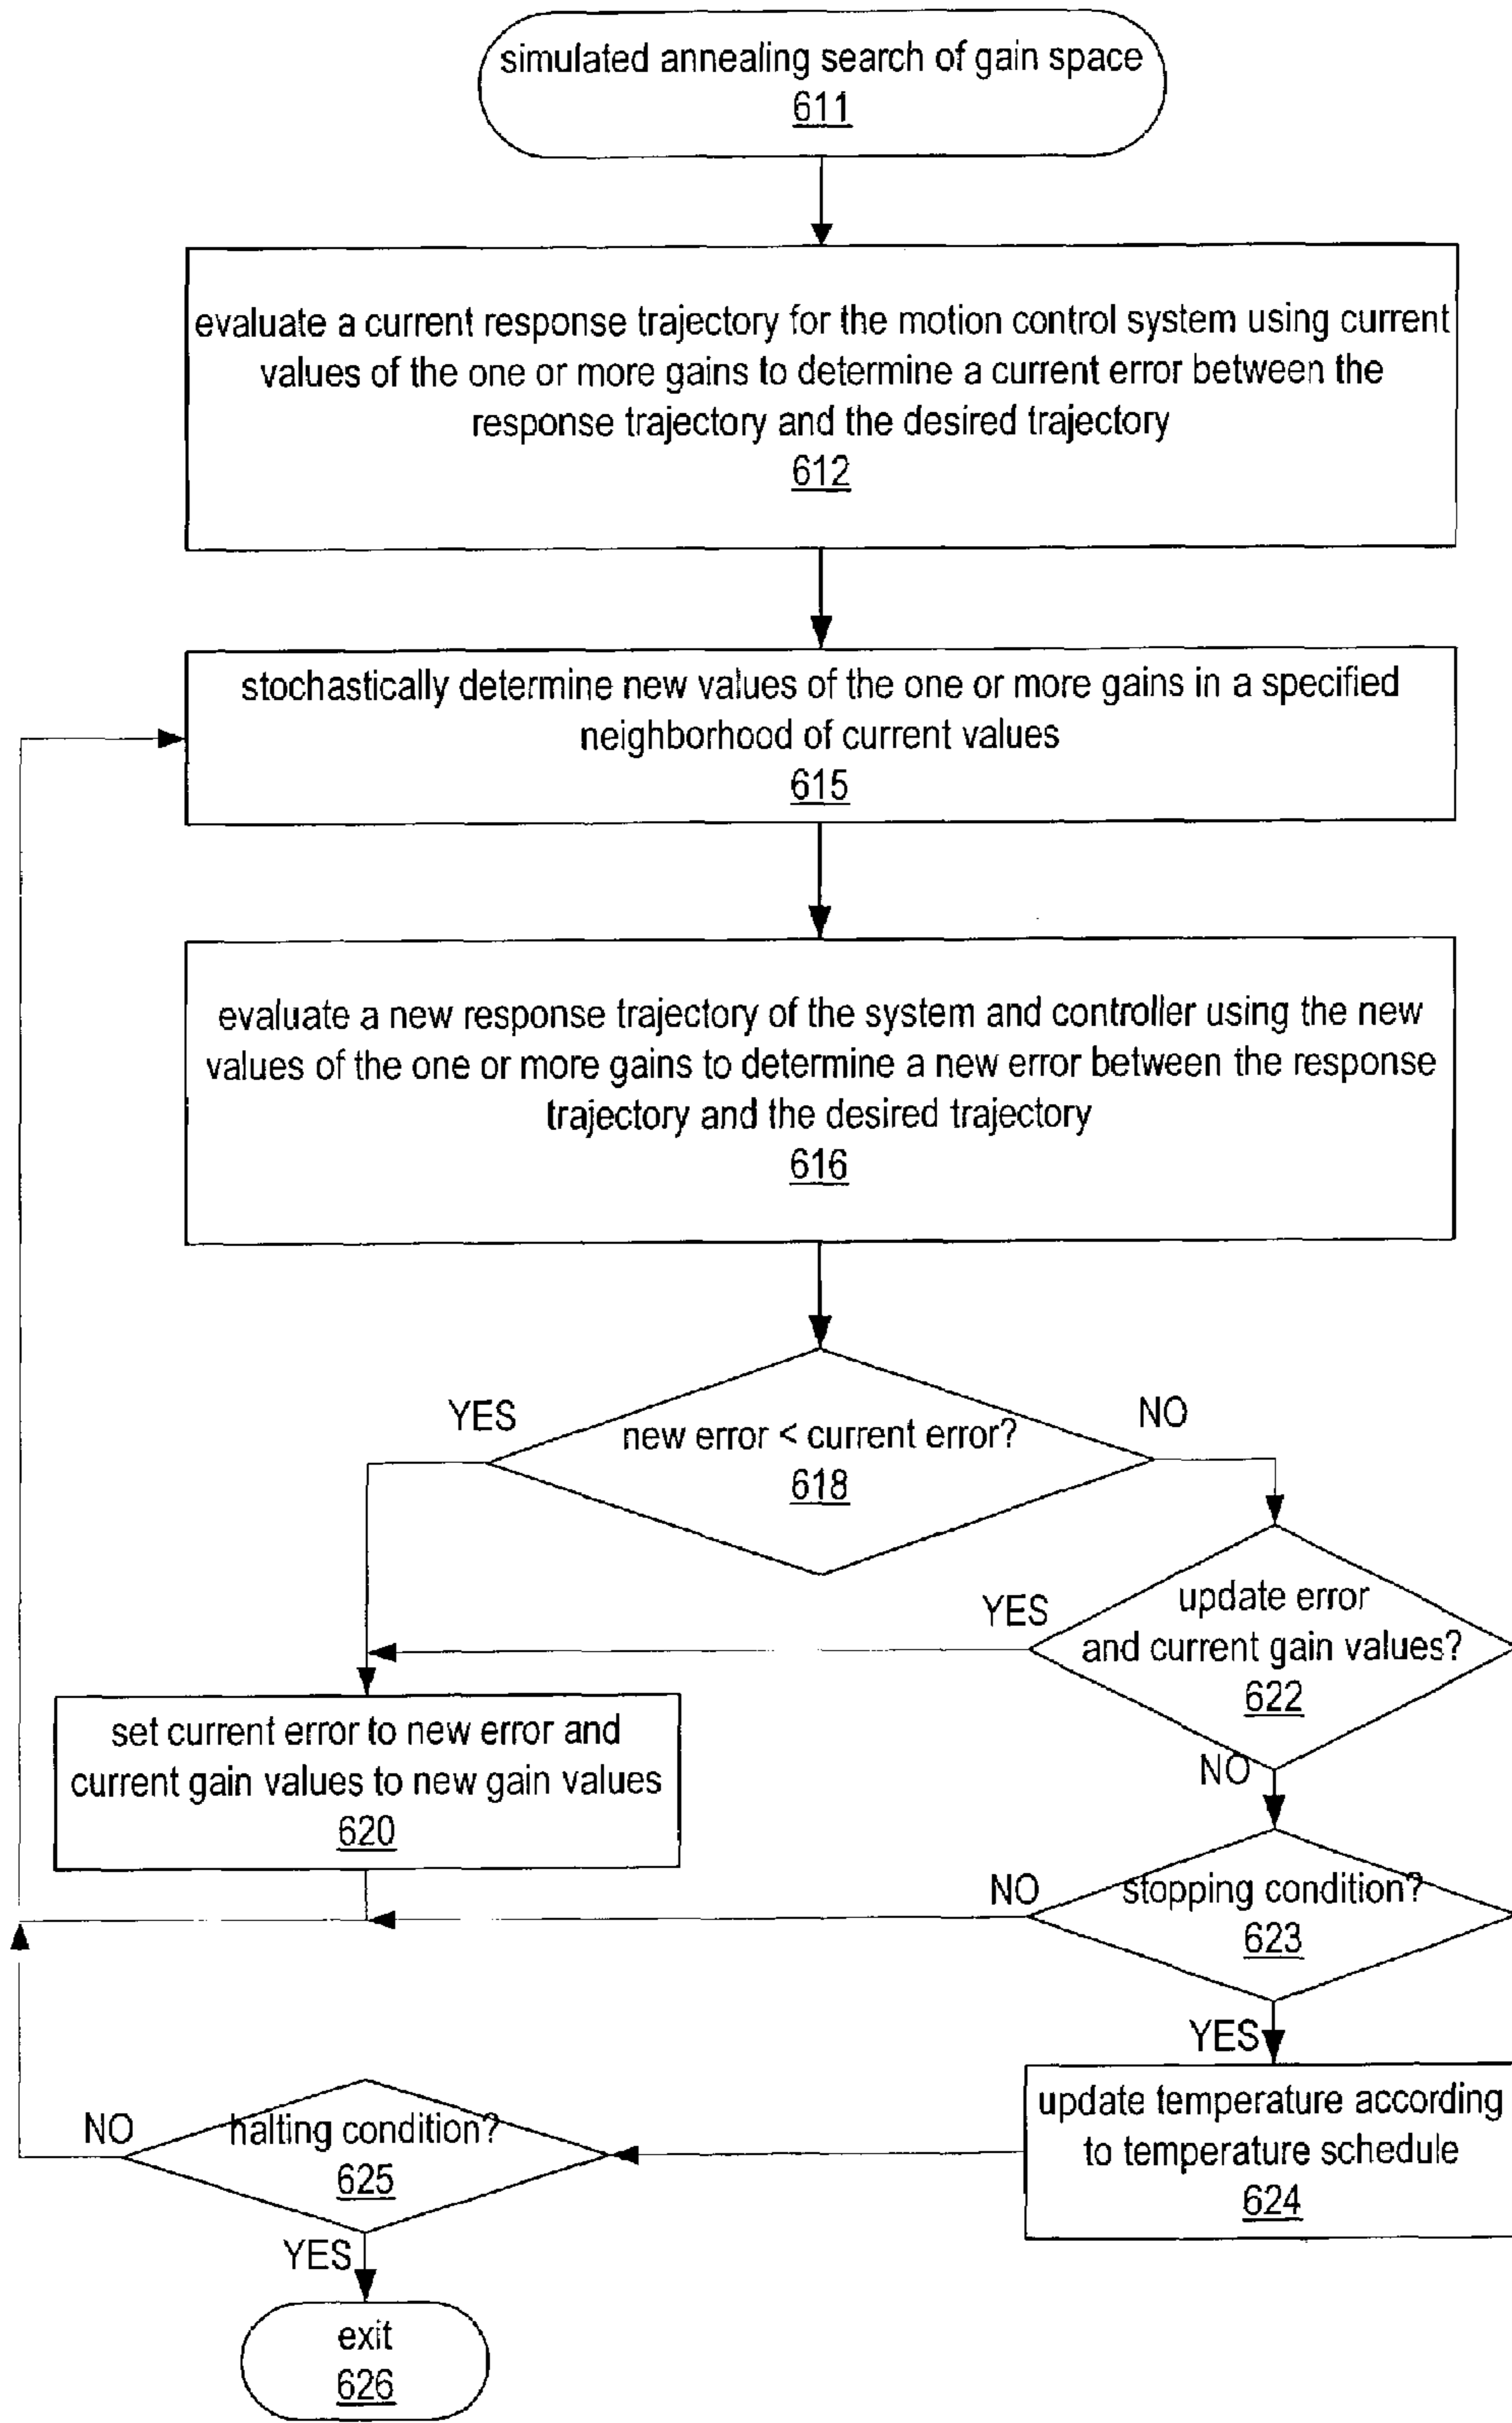 simulated annealing search of gain space
611
evaluate a current response trajectory for the motion control system using current
values of the one or more gains to determine a current error between the
response trajectory and the desired trajectory
612
stochastically determine new values of the one or more gains in a specified
neighborhood of current values
615
evaluate a new response trajectory of the system and controller using the new
values of the one or more gains to determine a new error between the response
trajectory and the desired trajectory
616
YES
new error < current error?
618
NO
YES
update error
and current gain values?
622
NO
set current error to new error and
current gain values to new gain values
620
NO
stopping condition?
623
YES
update temperature according
to temperature schedule
624
NO
halting condition?
625
YES
exit
626